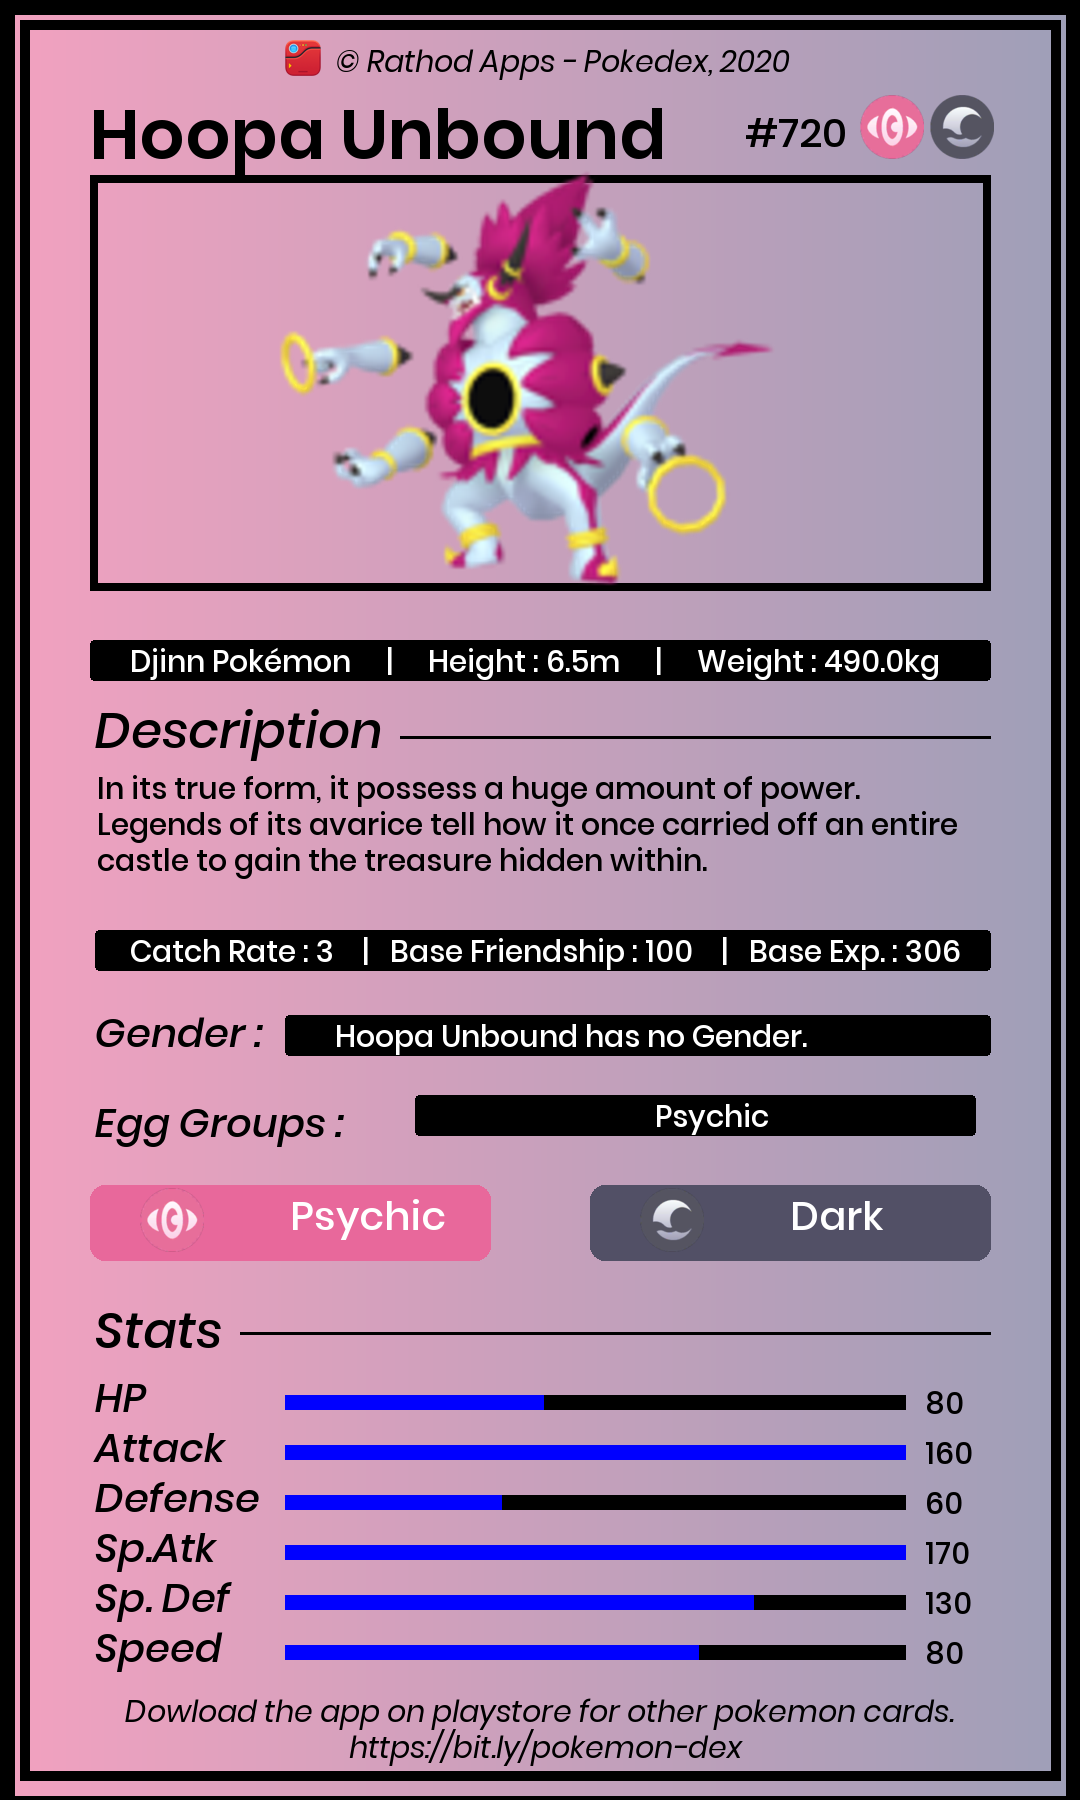 © Rathod Apps - Pokedex, 2020
Hoopa Unbound #720
Djinn Pokémon | Height : 6.5m | Weight : 490.0kg
Description
In its true form, it possess a huge amount of power.
Legends of its avarice tell how it once carried off an entire
castle to gain the treasure hidden within.
Catch Rate : 3 | Base Friendship : 100 | Base Exp. : 306
Gender : Hoopa Unbound has no Gender.
Egg Groups : Psychic
Psychic Dark
Stats
HP 80
Attack 160
Defense 60
Sp.Atk 170
Sp. Def 130
Speed 80
Dowload the app on playstore for other pokemon cards.
https://bit.ly/pokemon-dex